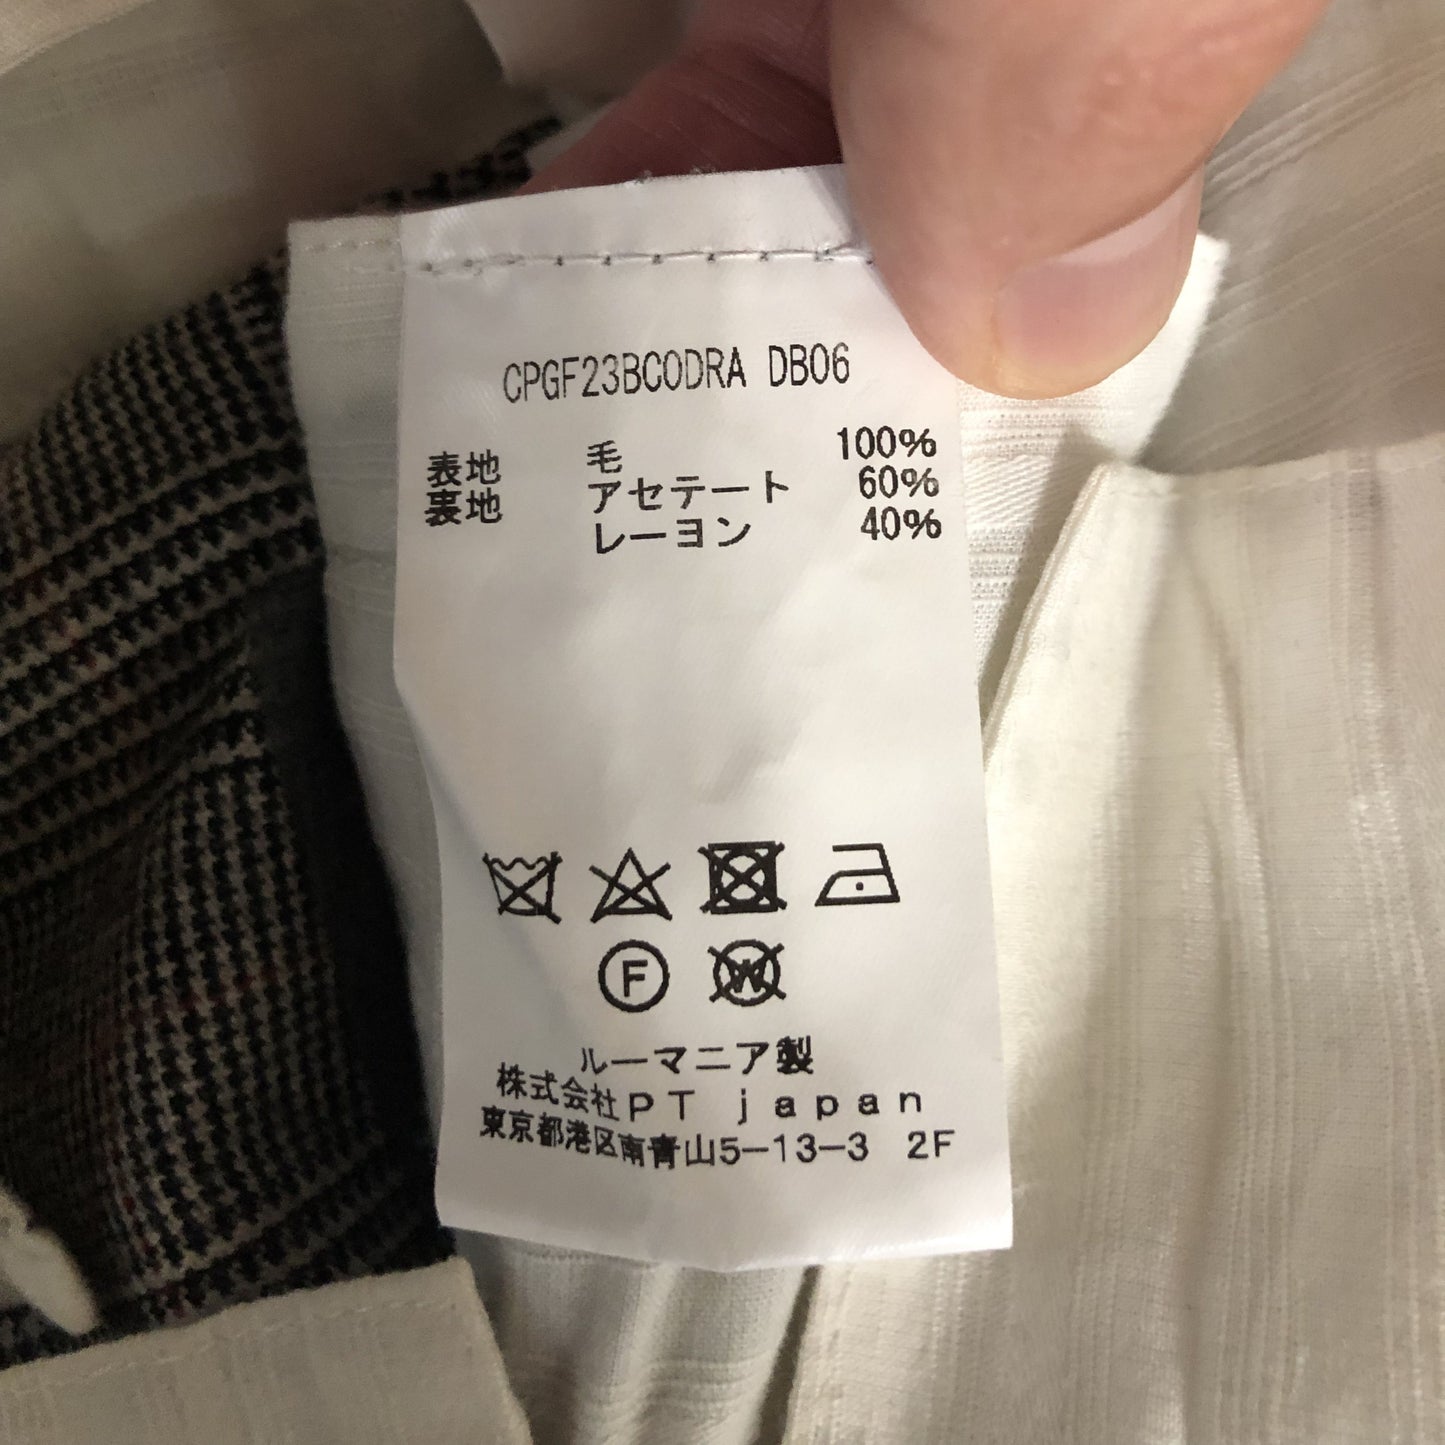 CPGF23BC0DRA DB06
表地 毛 100%
裏地 アセテート 60%
レーヨン 40%
F W
ルーマニア製
株式会社PT japan
東京都港区南青山5-13-3 2F